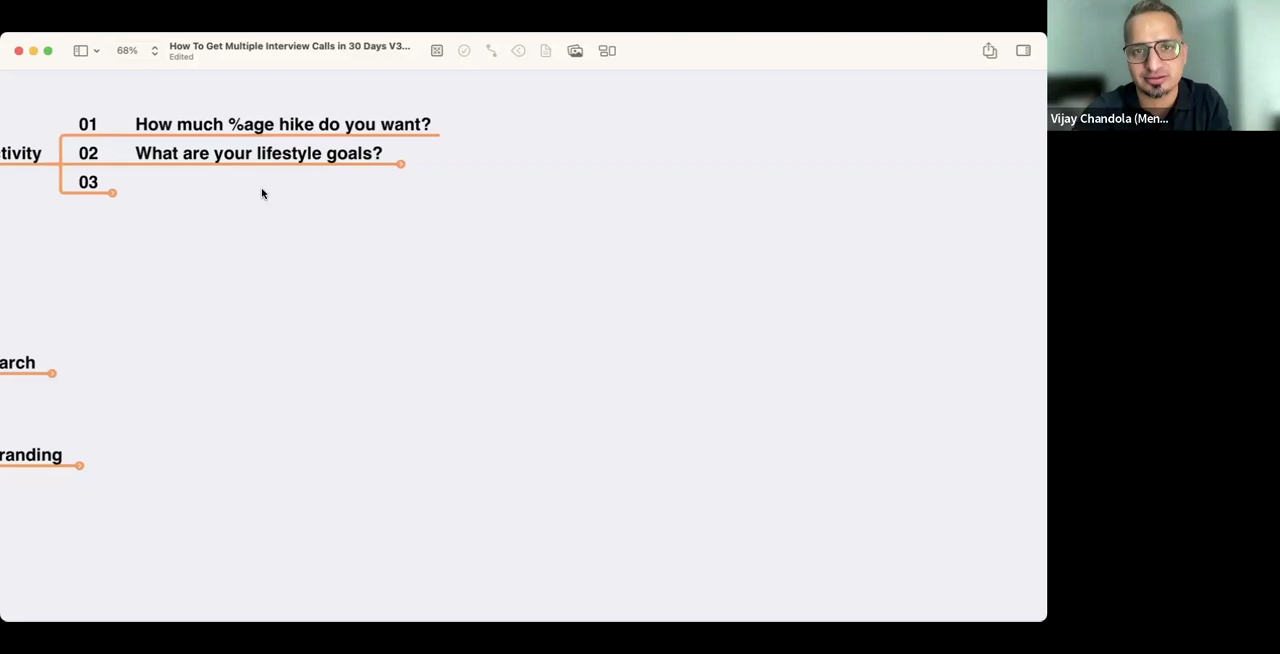 68%
How To Get Multiple Interview Calls in 30 Days V3...
Edited
01 How much %age hike do you want?
tivity 02 What are your lifestyle goals?
03
arch
randing
Vijay Chandola (Men...